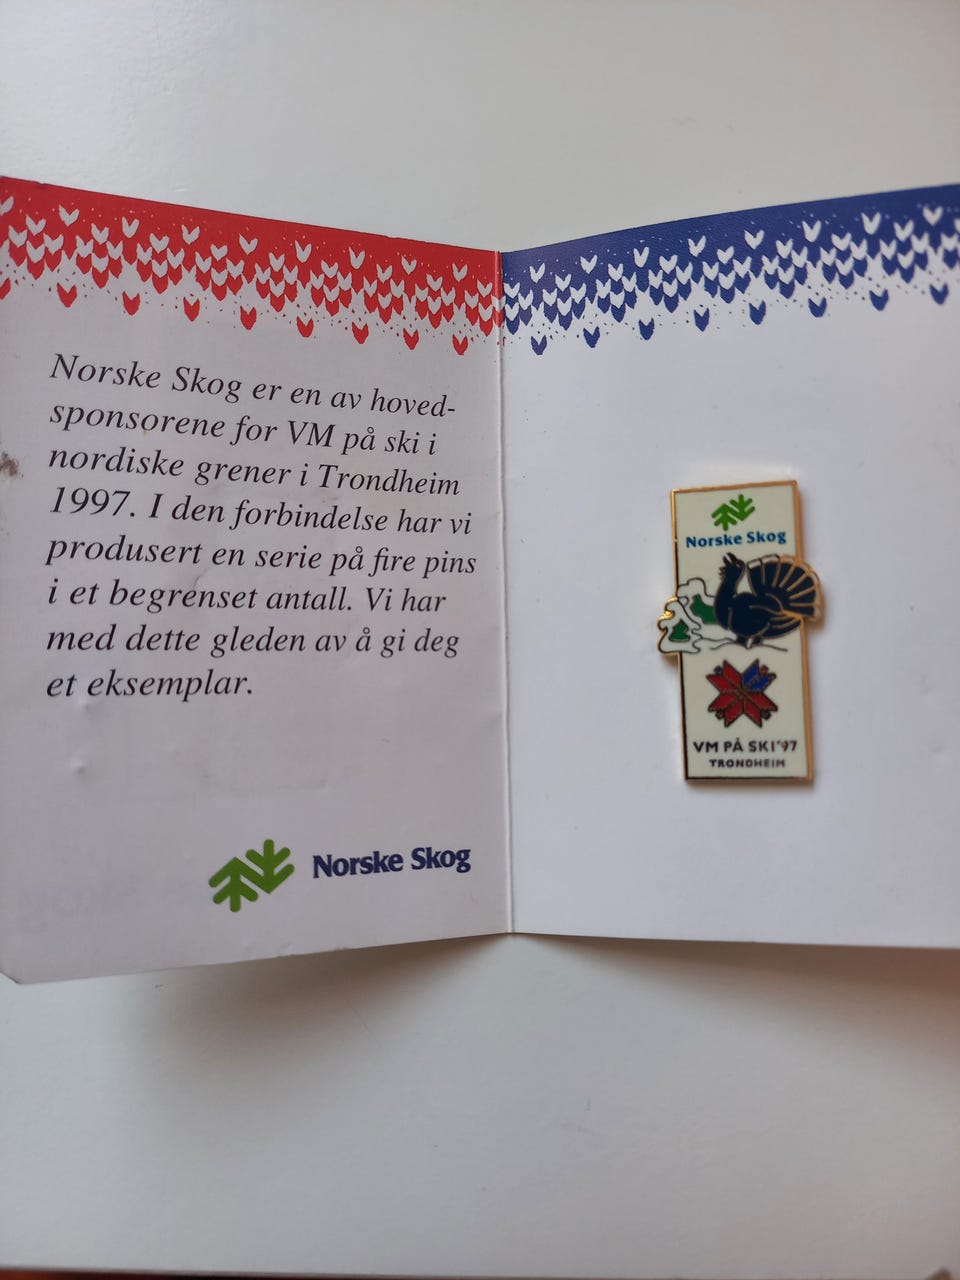 Norske Skog er en av hoved-
sponsorene for VM på ski i
nordiske grener i Trondheim
1997. I den forbindelse har vi
produsert en serie på fire pins
i et begrenset antall. Vi har
med dette gleden av å gi deg
et eksemplar.
Norske Skog
Norske Skog
VM PÅ SKI'97
TRONDHEIM